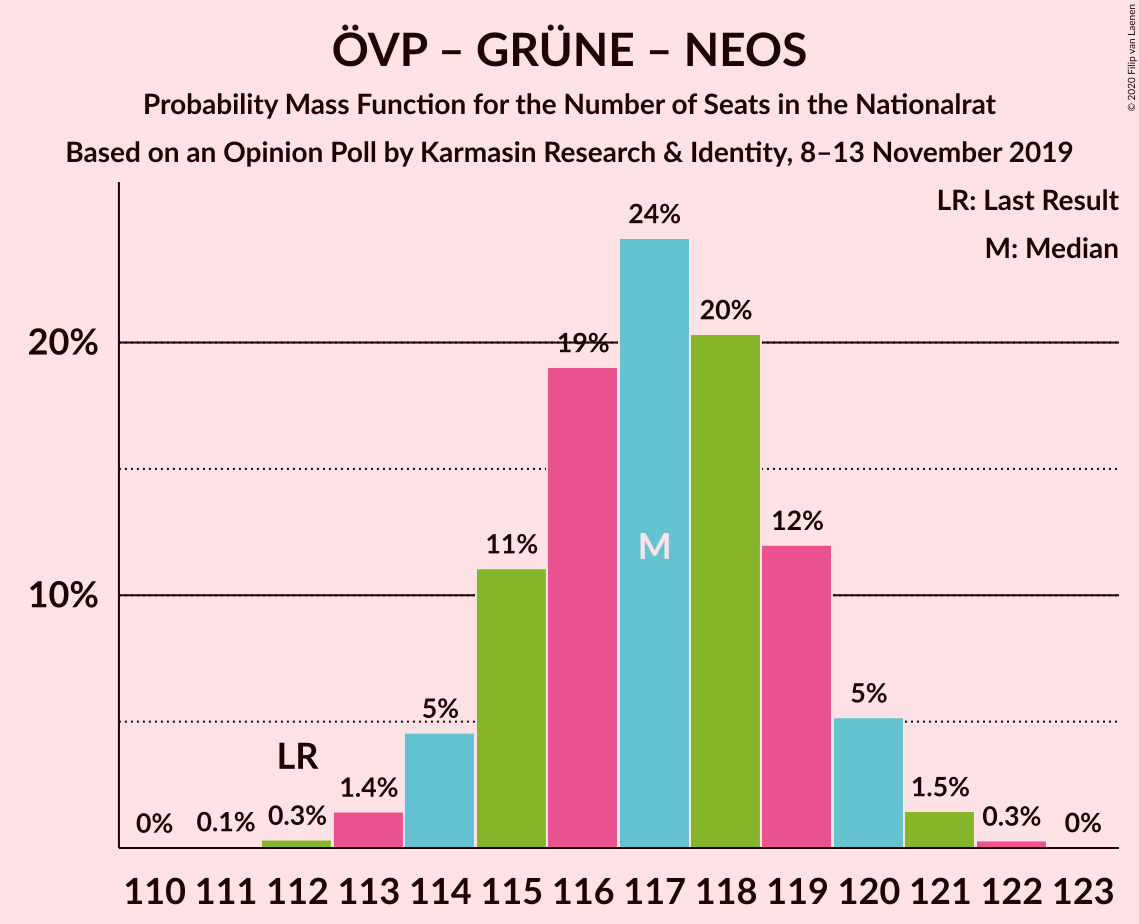 ÖVP – GRÜNE – NEOS
Probability Mass Function for the Number of Seats in the Nationalrat
Based on an Opinion Poll by Karmasin Research & Identity, 8–13 November 2019
© 2020 Filip van Laenen
LR: Last Result
M: Median
24%
20%
20%
19%
12%
11%
M
10%
5%
5%
LR
1.4%
1.5%
0%
0.1%
0.3%
0.3%
0%
110 111 112 113 114 115 116 117 118 119 120 121 122 123